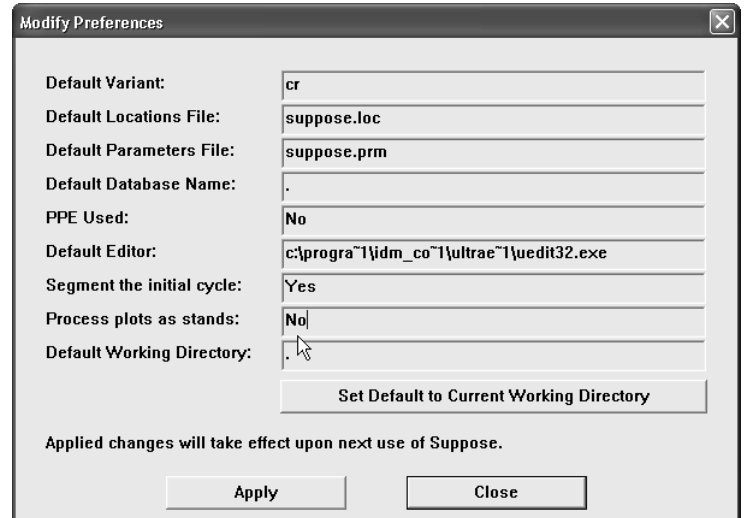 Modify Preferences
Default Variant: cr
Default Locations File: suppose.loc
Default Parameters File: suppose.prm
Default Database Name: .
PPE Used: No
Default Editor: c:\progra~1\idm_co~1\ultrae~1\uedit32.exe
Segment the initial cycle: Yes
Process plots as stands: No
Default Working Directory: .
Set Default to Current Working Directory
Applied changes will take effect upon next use of Suppose.
Apply Close